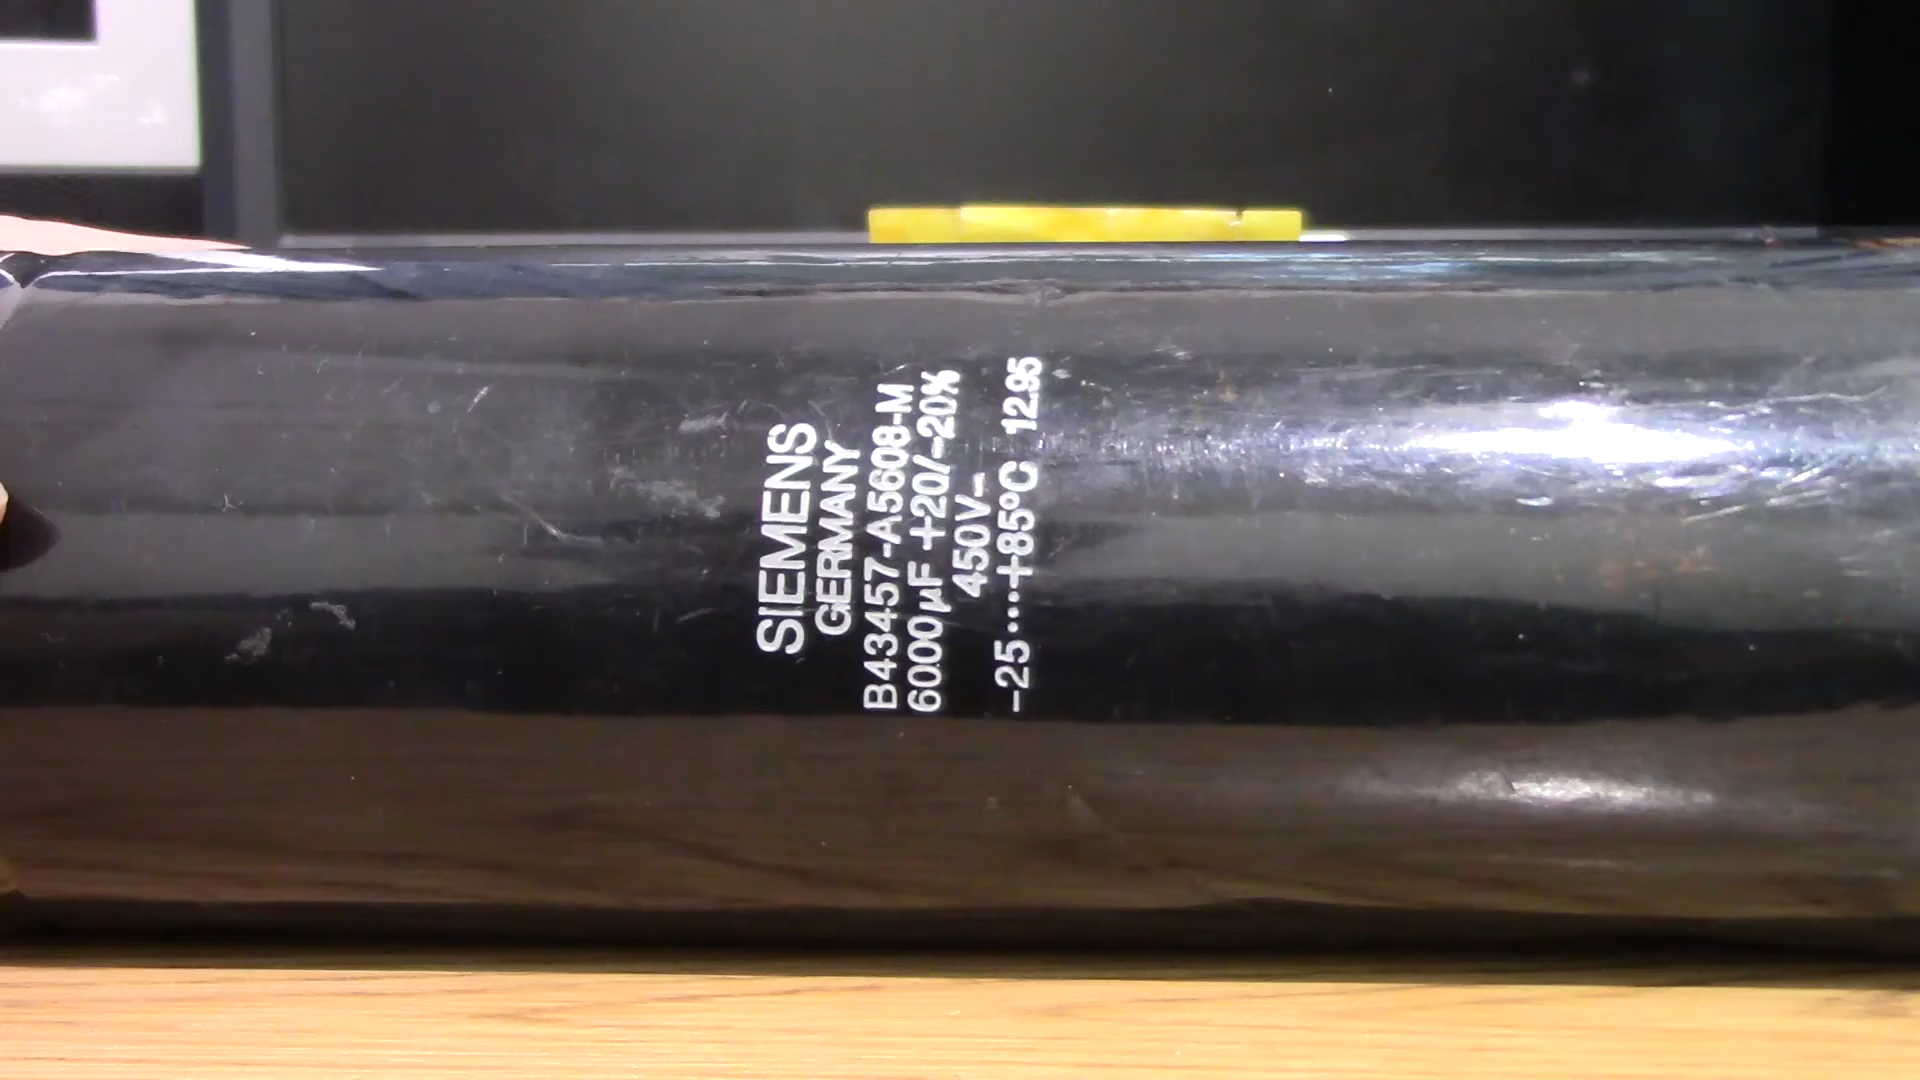 SIEMENS
GERMANY
B43457-A5608-M
6000µF +20/-20%
450V-
-25....+85°C 12.95